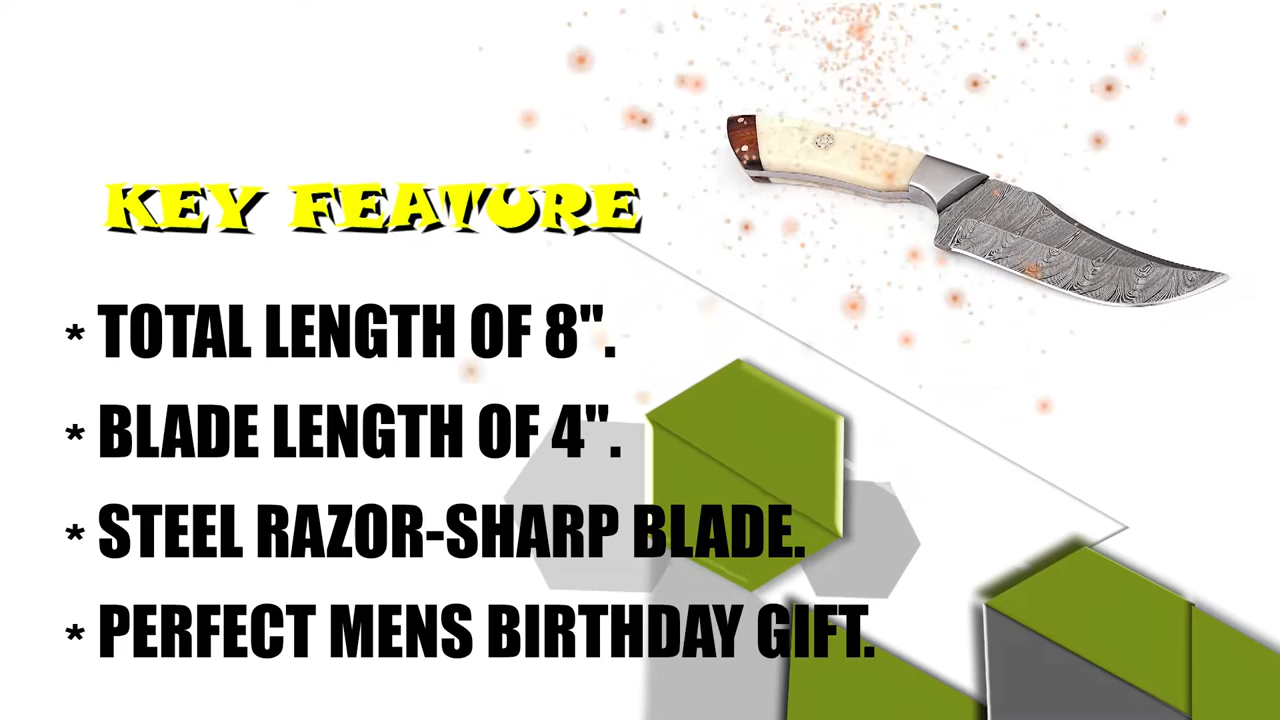 KEY FEATURE
* TOTAL LENGTH OF 8".
* BLADE LENGTH OF 4".
* STEEL RAZOR-SHARP BLADE.
* PERFECT MENS BIRTHDAY GIFT.